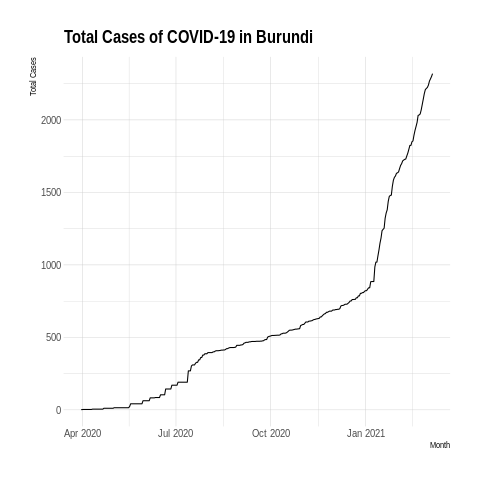 Total Cases of COVID-19 in Burundi
Total Cases
2000
1500
1000
500
0
Apr 2020 Jul 2020 Oct 2020 Jan 2021
Month